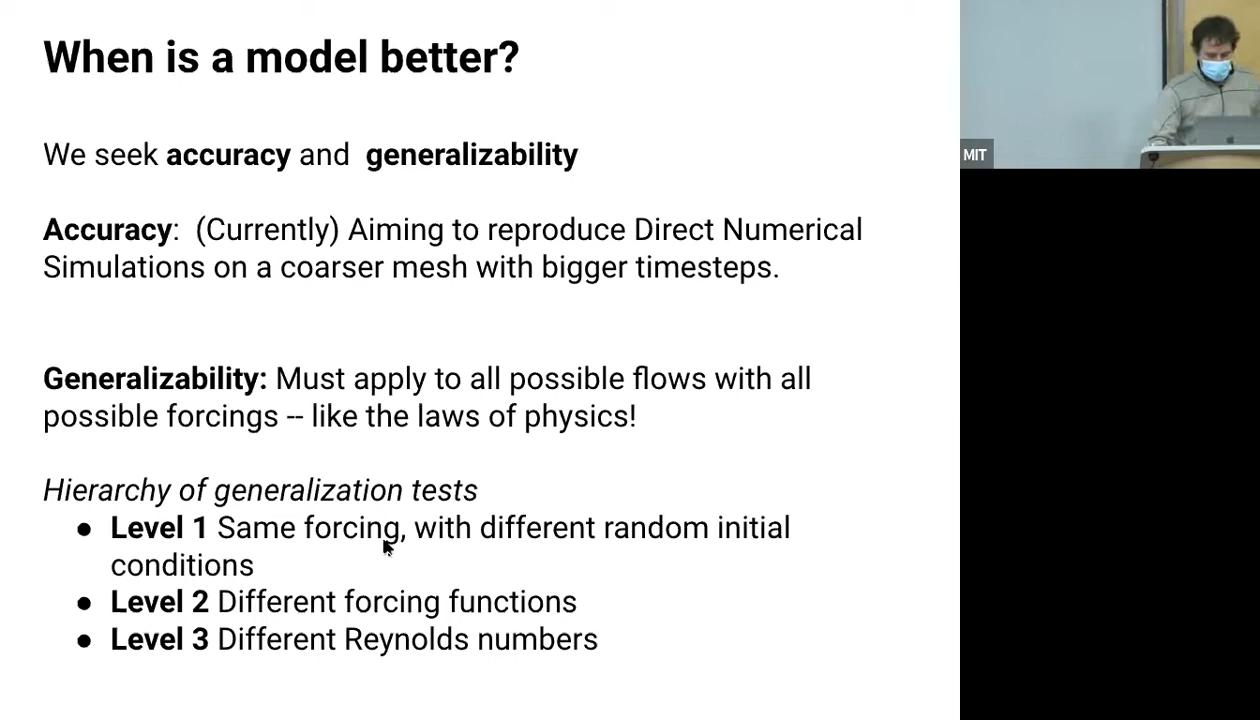 When is a model better?
We seek accuracy and generalizability
Accuracy: (Currently) Aiming to reproduce Direct Numerical
Simulations on a coarser mesh with bigger timesteps.
Generalizability: Must apply to all possible flows with all
possible forcings -- like the laws of physics!
Hierarchy of generalization tests
● Level 1 Same forcing, with different random initial
conditions
● Level 2 Different forcing functions
● Level 3 Different Reynolds numbers
MIT